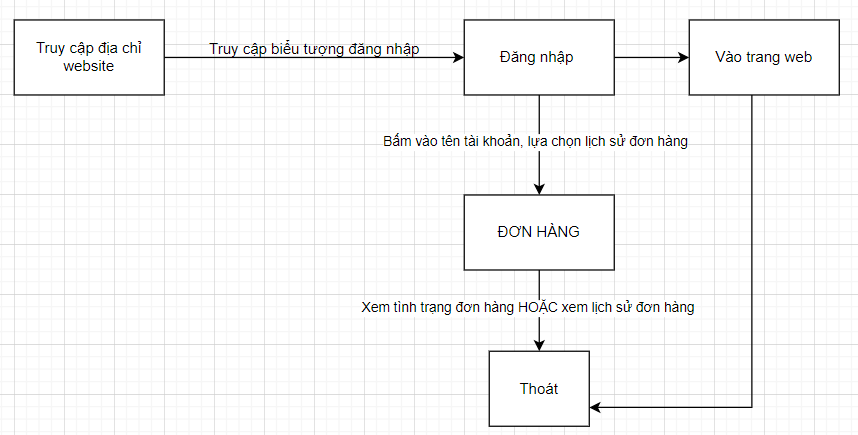 Truy cập địa chỉ
website
Truy cập biểu tượng đăng nhập
Đăng nhập
Vào trang web
Bấm vào tên tài khoản, lựa chọn lịch sử đơn hàng
ĐƠN HÀNG
Xem tình trạng đơn hàng HOẶC xem lịch sử đơn hàng
Thoát